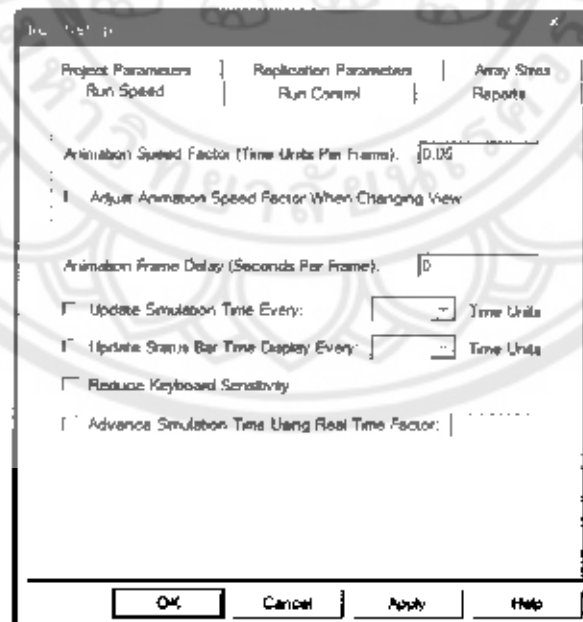 Project Parameters Replication Parameters Array Sizes
Run Speed Run Control Reports
Animation Speed Factor (Time Units Per Frame): 0.05
Adjust Animation Speed Factor When Changing View
Animation Frame Delay (Seconds Per Frame): 0
Update Simulation Time Every: Time Units
Update Status Bar Time Display Every: Time Units
Reduce Keyboard Sensitivity
Advance Simulation Time Using Real Time Factor:
OK Cancel Apply Help